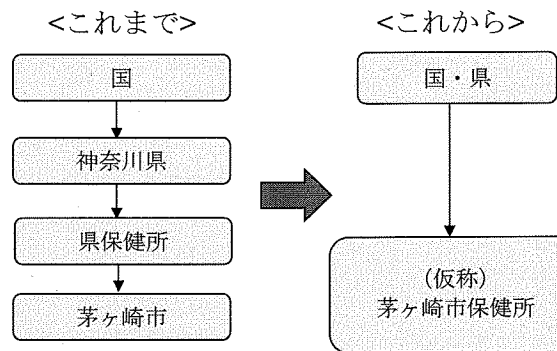 <これまで>
国
神奈川県
県保健所
茅ヶ崎市
<これから>
国・県
(仮称)
茅ヶ崎市保健所